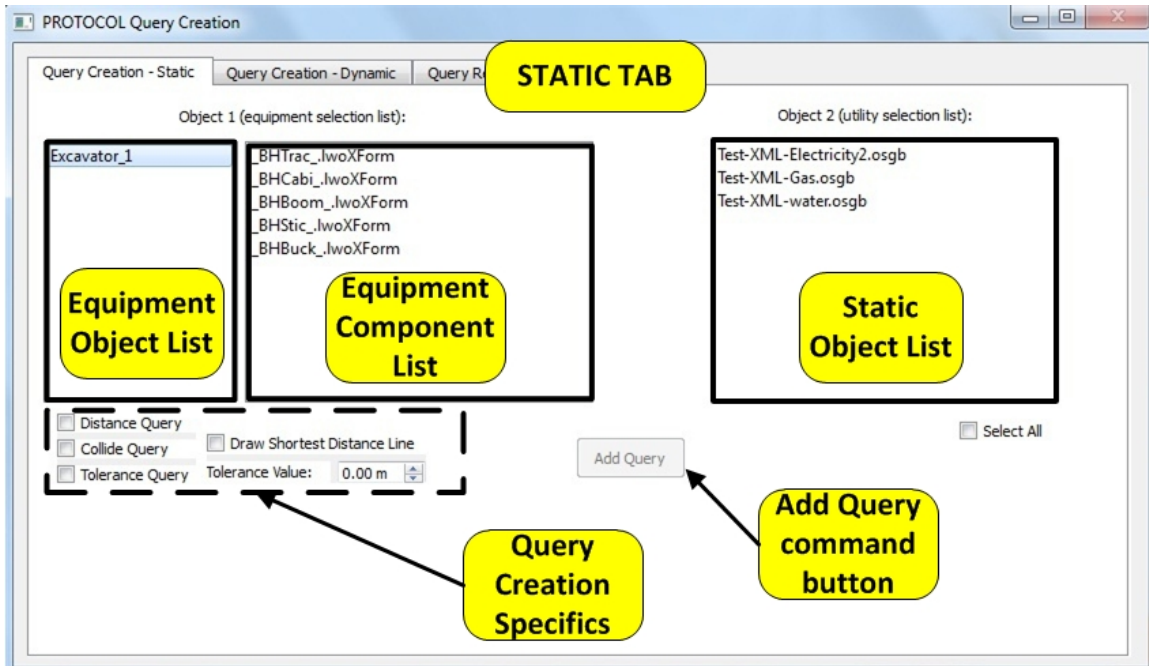 PROTOCOL Query Creation
Query Creation - Static
Query Creation - Dynamic
Query R
STATIC TAB
Object 1 (equipment selection list):
Object 2 (utility selection list):
Excavator_1
_BHTrac_.lwoXForm
_BHCabi_.lwoXForm
_BHBoom_.lwoXForm
_BHStic_.lwoXForm
_BHBuck_.lwoXForm
Test-XML-Electricity2.osgb
Test-XML-Gas.osgb
Test-XML-water.osgb
Equipment
Object List
Equipment
Component
List
Static
Object List
Distance Query
Collide Query
Tolerance Query
Draw Shortest Distance Line
Tolerance Value: 0.00 m
Add Query
Select All
Query
Creation
Specifics
Add Query
command
button